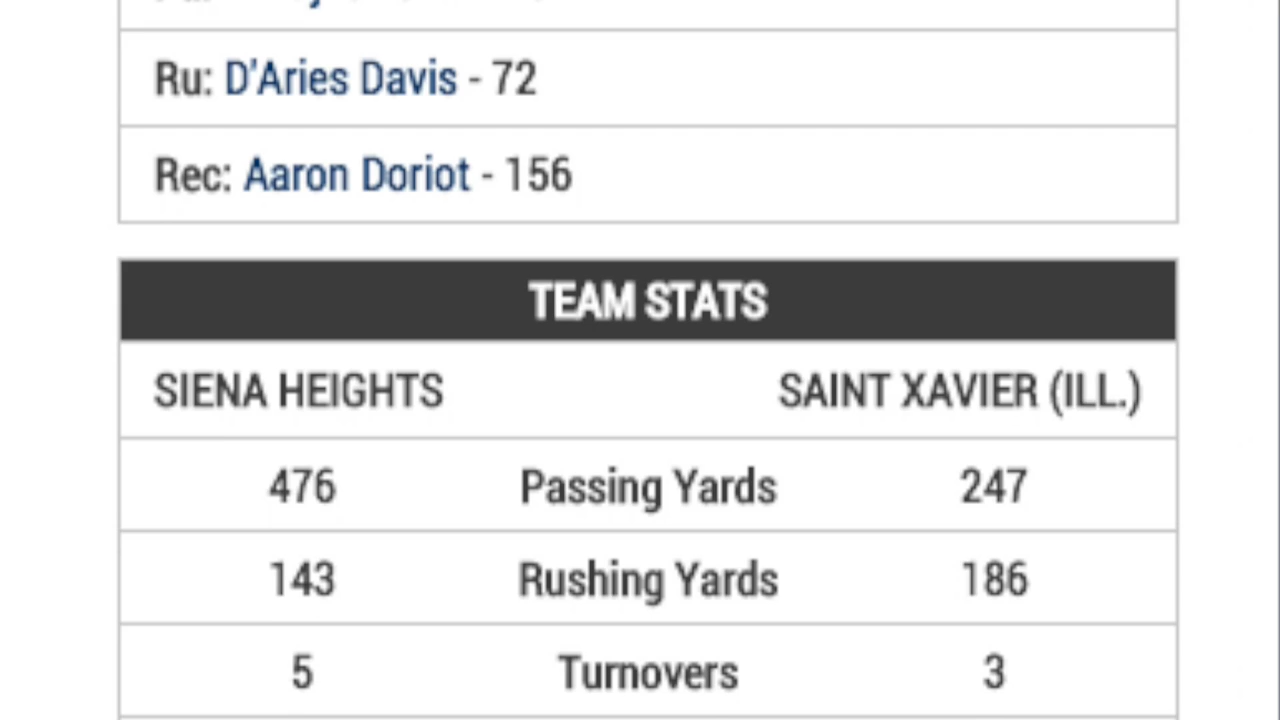 Ru: D'Aries Davis - 72
Rec: Aaron Doriot - 156
TEAM STATS
SIENA HEIGHTS SAINT XAVIER (ILL.)
476 Passing Yards 247
143 Rushing Yards 186
5 Turnovers 3